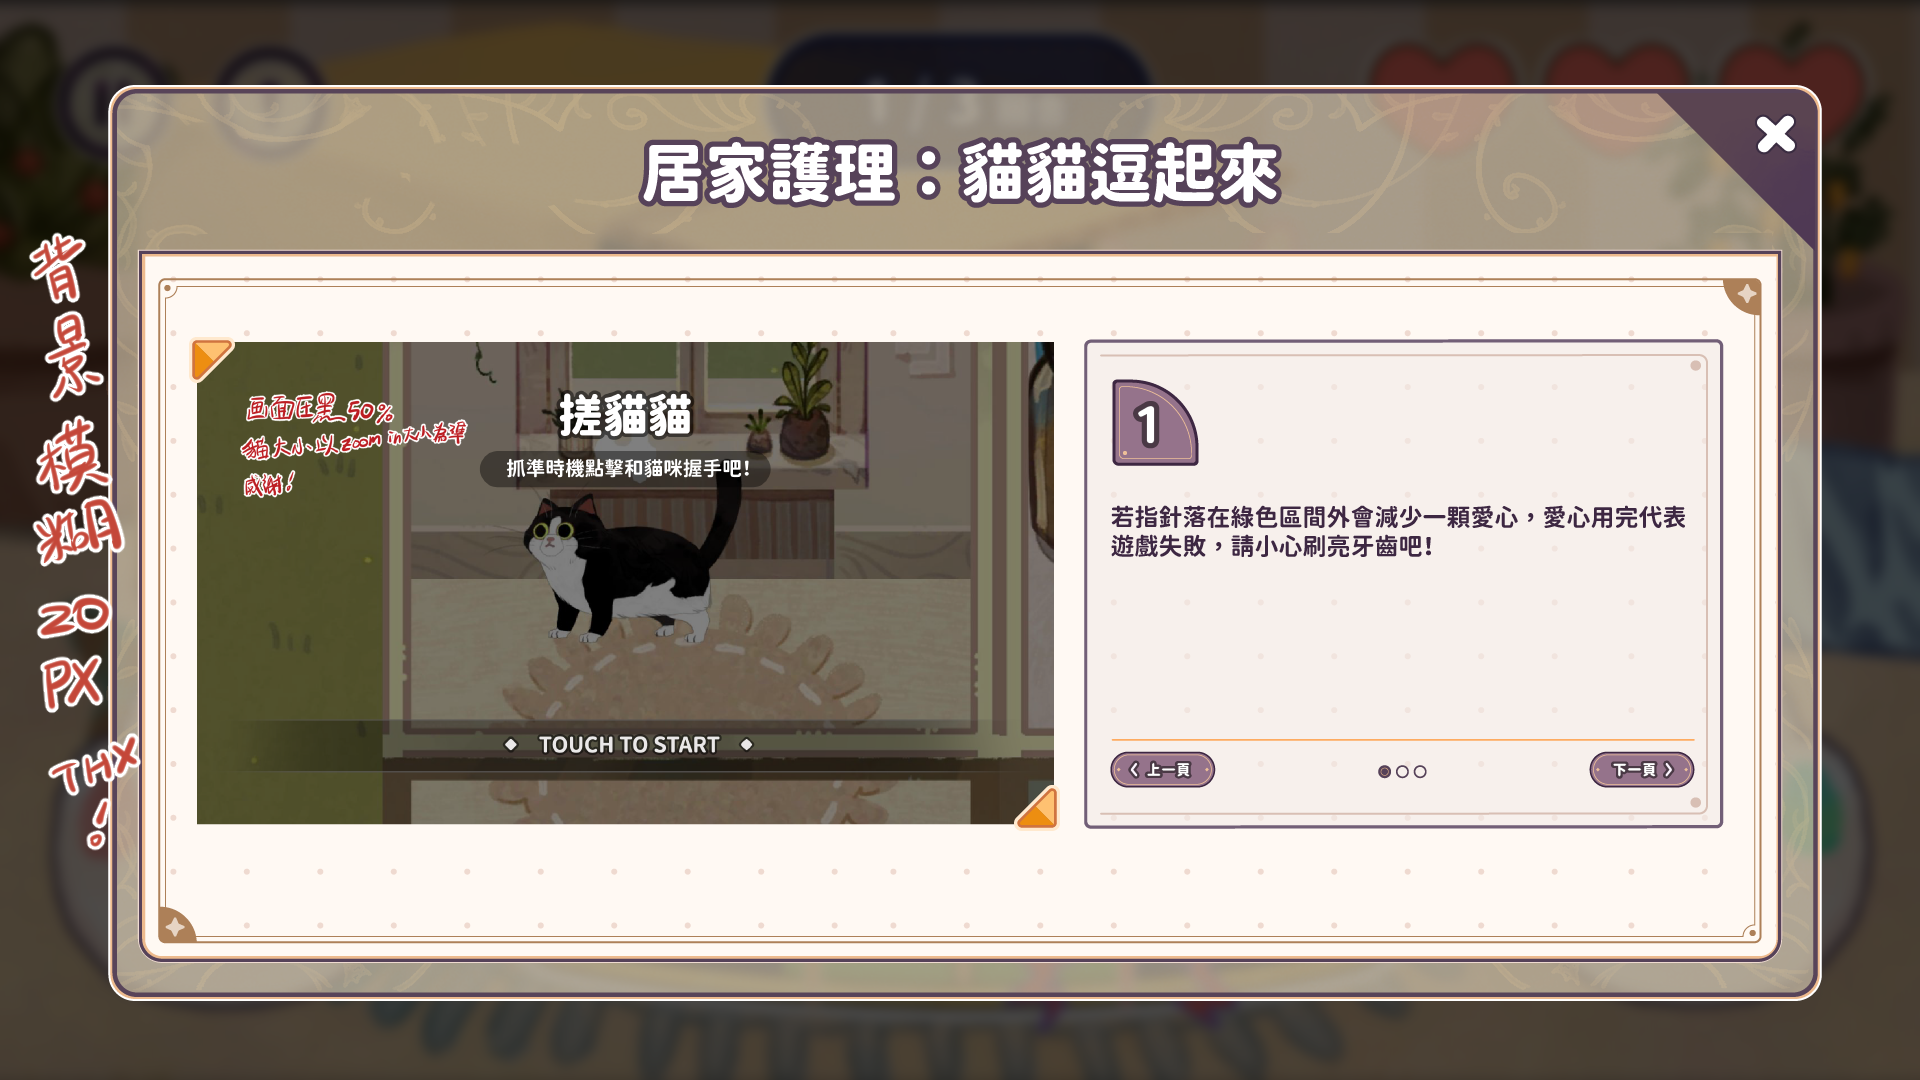 居家護理：貓貓逗起來
背景模糊20PX THX!
画面压黑50%
貓大小以zoom in大小為準
感謝!
搓貓貓
抓準時機點擊和貓咪握手吧!
TOUCH TO START
1
若指針落在綠色區間外會減少一顆愛心，愛心用完代表
遊戲失敗，請小心刷亮牙齒吧!
上一頁
下一頁